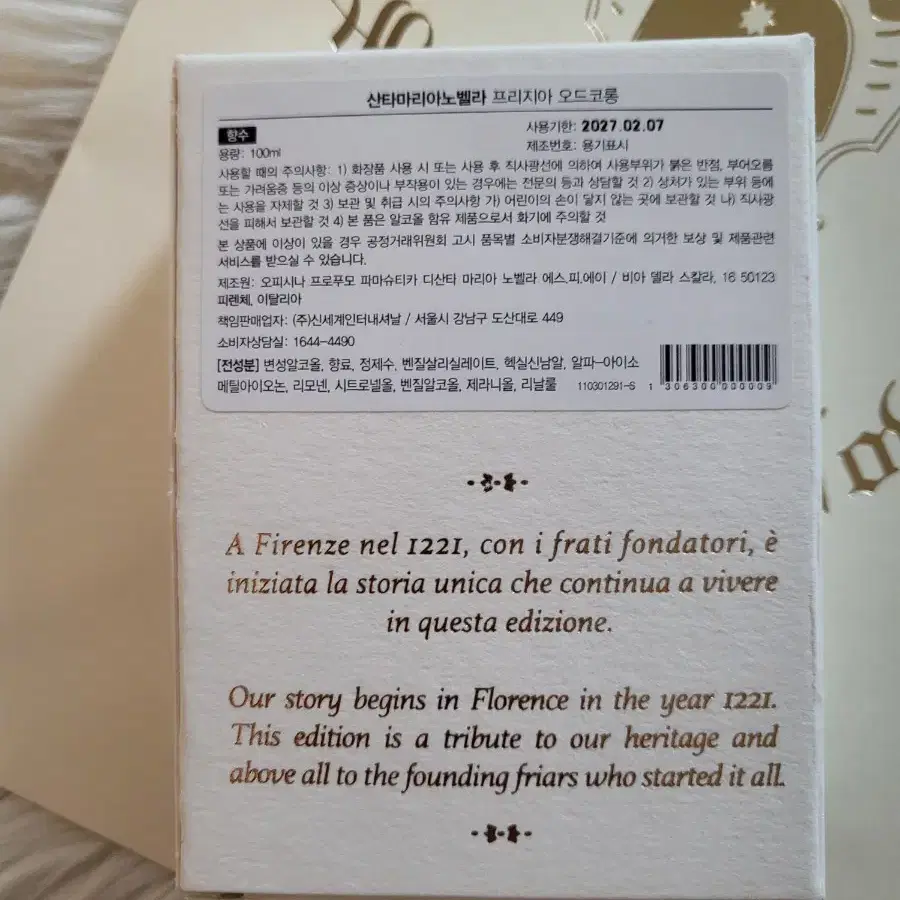 산타마리아노벨라 프리지아 오드코롱
향수
사용기한: 2027.02.07
용량: 100ml
제조번호: 용기표시
사용할 때의 주의사항: 1) 화장품 사용 시 또는 사용 후 직사광선에 의하여 사용부위가 붉은 반점, 부어오름
또는 가려움증 등의 이상 증상이나 부작용이 있는 경우에는 전문의 등과 상담할 것 2) 상처가 있는 부위 등에
는 사용을 자제할 것 3) 보관 및 취급 시의 주의사항 가) 어린이의 손이 닿지 않는 곳에 보관할 것 나) 직사광
선을 피해서 보관할 것 4) 본 품은 알코올 함유 제품으로서 화기에 주의할 것
본 상품에 이상이 있을 경우 공정거래위원회 고시 품목별 소비자분쟁해결기준에 의거한 보상 및 제품관련
서비스를 받으실 수 있습니다.
제조원: 오피시나 프로푸모 파마슈티카 디산타 마리아 노벨라 에스.피.에이 / 비아 델라 스칼라, 16 50123
피렌체, 이탈리아
책임판매업자: (주)신세계인터내셔날 / 서울시 강남구 도산대로 449
소비자상담실: 1644-4490
[전성분] 변성알코올, 향료, 정제수, 벤질살리실레이트, 헥실신남알, 알파-아이소
메틸아이오논, 리모넨, 시트로넬올, 벤질알코올, 제라니올, 리날룰
110301291-S 1 306300 000009
A Firenze nel 1221, con i frati fondatori, è
iniziata la storia unica che continua a vivere
in questa edizione.
Our story begins in Florence in the year 1221.
This edition is a tribute to our heritage and
above all to the founding friars who started it all.